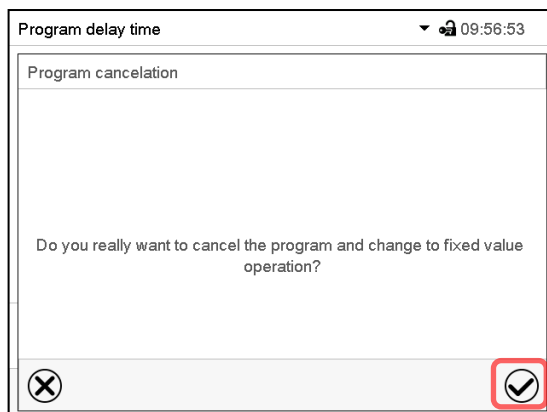 Program delay time 09:56:53
Program cancelation
Do you really want to cancel the program and change to fixed value
operation?